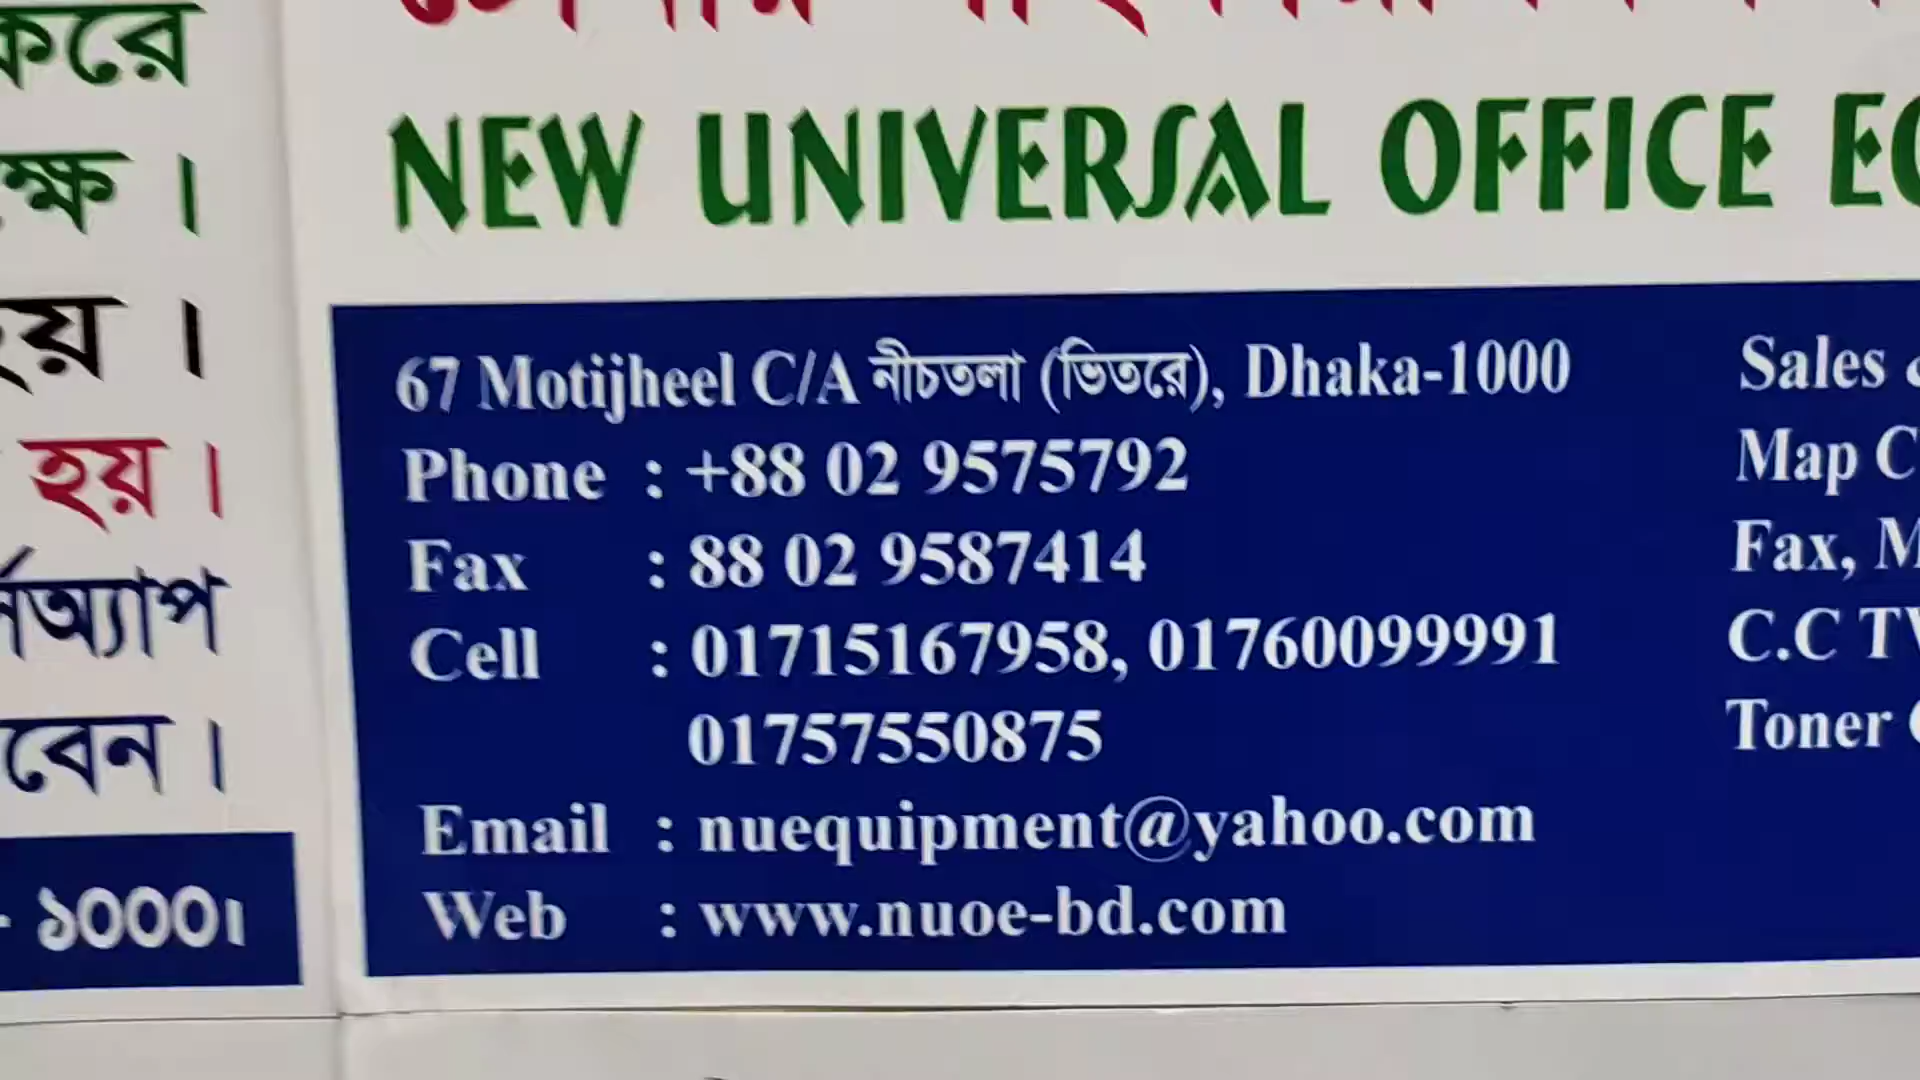 করে
NEW UNIVERSAL OFFICE
।
67 Motijheel C/A নীচতলা (ভিতরে), Dhaka-1000
Phone : +88 02 9575792
Fax : 88 02 9587414
Cell : 01715167958, 01760099991
01757550875
Email : nuequipment@yahoo.com
Web : www.nuoe-bd.com
হয় ।
হয় ।
১০০০।
Sales
Map
Fax,
C.C
Toner